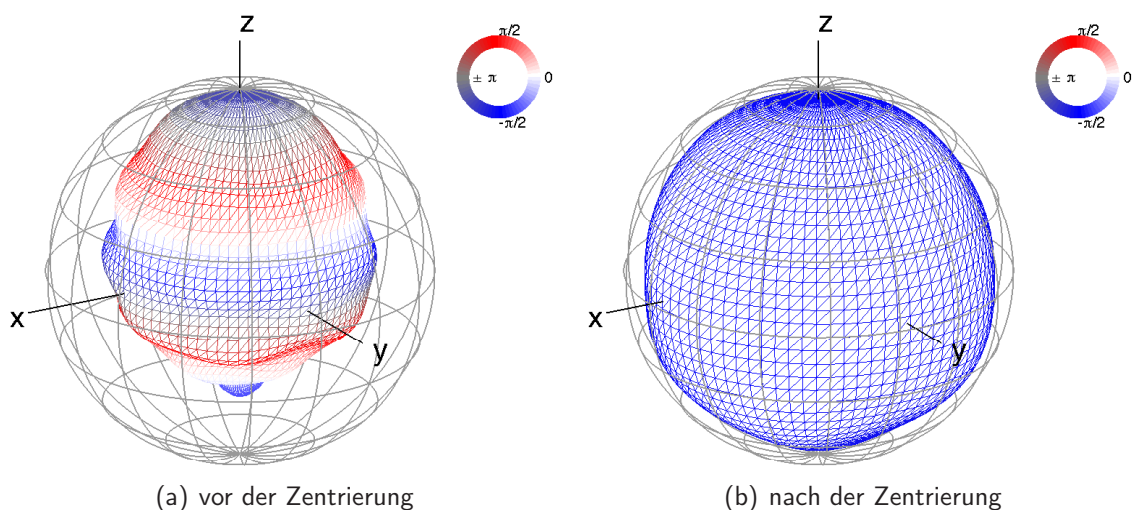 z
π/2
± π
0
-π/2
x
y
(a) vor der Zentrierung
z
π/2
± π
0
-π/2
x
y
(b) nach der Zentrierung